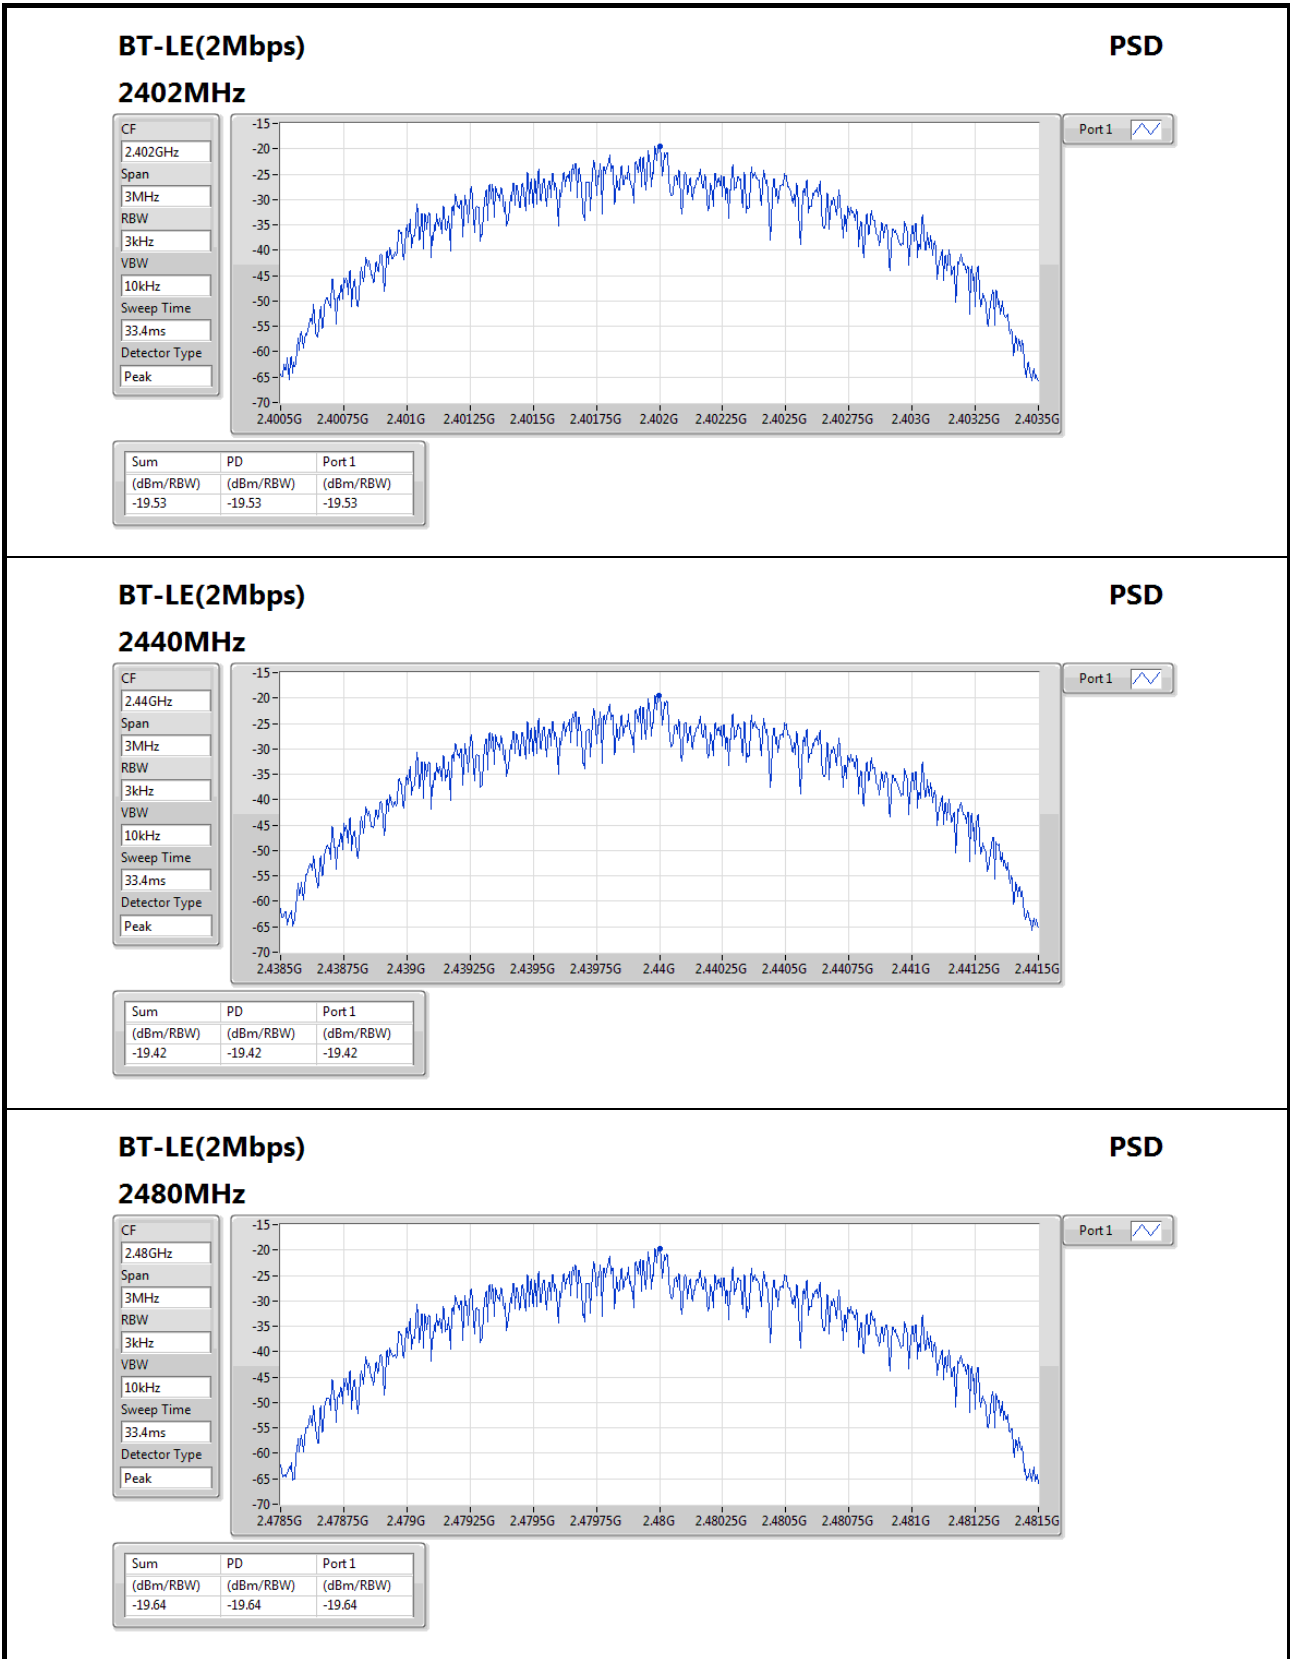 BT-LE(2Mbps) PSD
2402MHz
CF
2.402GHz
Span
3MHz
RBW
3kHz
VBW
10kHz
Sweep Time
33.4ms
Detector Type
Peak
-15
-20
-25
-30
-35
-40
-45
-50
-55
-60
-65
-70
2.4005G 2.40075G 2.401G 2.40125G 2.4015G 2.40175G 2.402G 2.40225G 2.4025G 2.40275G 2.403G 2.40325G 2.4035G
Port 1
Sum PD Port 1
(dBm/RBW) (dBm/RBW) (dBm/RBW)
-19.53 -19.53 -19.53
BT-LE(2Mbps) PSD
2440MHz
CF
2.44GHz
Span
3MHz
RBW
3kHz
VBW
10kHz
Sweep Time
33.4ms
Detector Type
Peak
-15
-20
-25
-30
-35
-40
-45
-50
-55
-60
-65
-70
2.4385G 2.43875G 2.439G 2.43925G 2.4395G 2.43975G 2.44G 2.44025G 2.4405G 2.44075G 2.441G 2.44125G 2.4415G
Port 1
Sum PD Port 1
(dBm/RBW) (dBm/RBW) (dBm/RBW)
-19.42 -19.42 -19.42
BT-LE(2Mbps) PSD
2480MHz
CF
2.48GHz
Span
3MHz
RBW
3kHz
VBW
10kHz
Sweep Time
33.4ms
Detector Type
Peak
-15
-20
-25
-30
-35
-40
-45
-50
-55
-60
-65
-70
2.4785G 2.47875G 2.479G 2.47925G 2.4795G 2.47975G 2.48G 2.48025G 2.4805G 2.48075G 2.481G 2.48125G 2.4815G
Port 1
Sum PD Port 1
(dBm/RBW) (dBm/RBW) (dBm/RBW)
-19.64 -19.64 -19.64